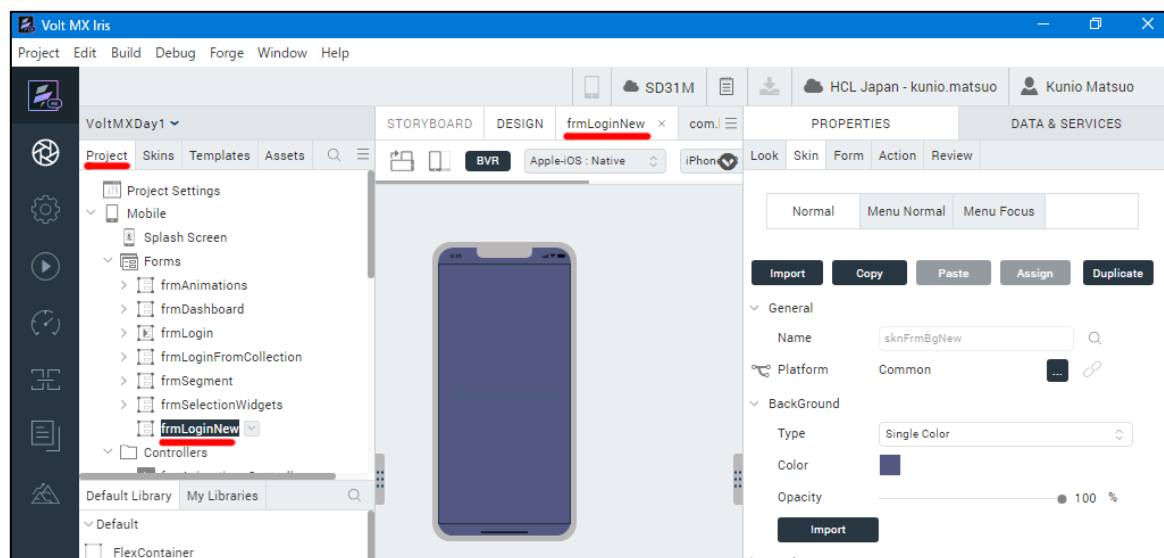 Volt MX Iris
Project Edit Build Debug Forge Window Help
SD31M HCL Japan - kunio.matsuo Kunio Matsuo
VoltMXDay1
STORYBOARD DESIGN frmLoginNew × com.
PROPERTIES DATA & SERVICES
Project Skins Templates Assets
BVR Apple-iOS : Native
Look Skin Form Action Review
Project Settings
Mobile
Splash Screen
Forms
frmAnimations
frmDashboard
frmLogin
frmLoginFromCollection
frmSegment
frmSelectionWidgets
frmLoginNew
Controllers
Default Library My Libraries
Default
FlexContainer
Normal Menu Normal Menu Focus
Import Copy Paste Assign Duplicate
General
Name sknFrmBgNew
Platform Common ...
BackGround
Type Single Color
Color
Opacity 100 %
Import